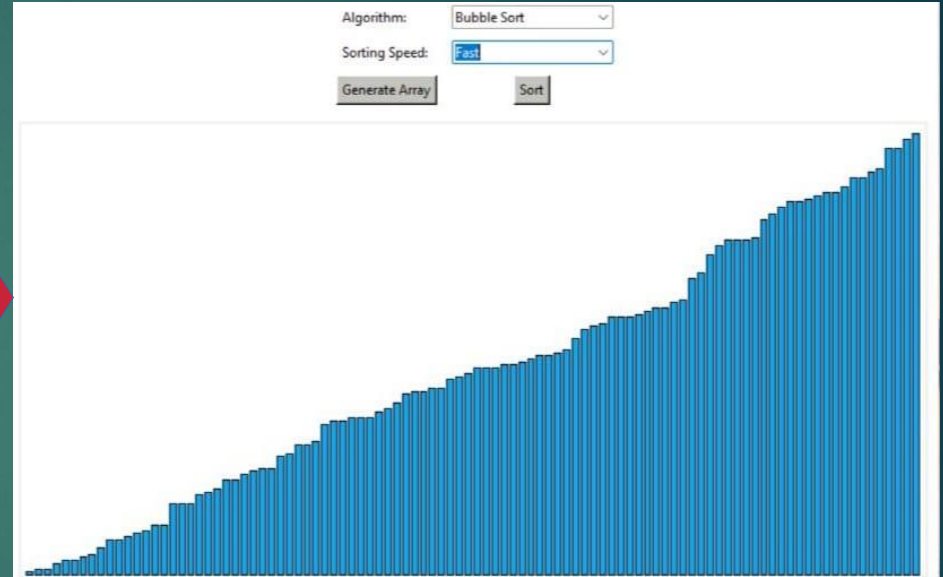 Algorithm: Bubble Sort
Sorting Speed: Fast
Generate Array Sort